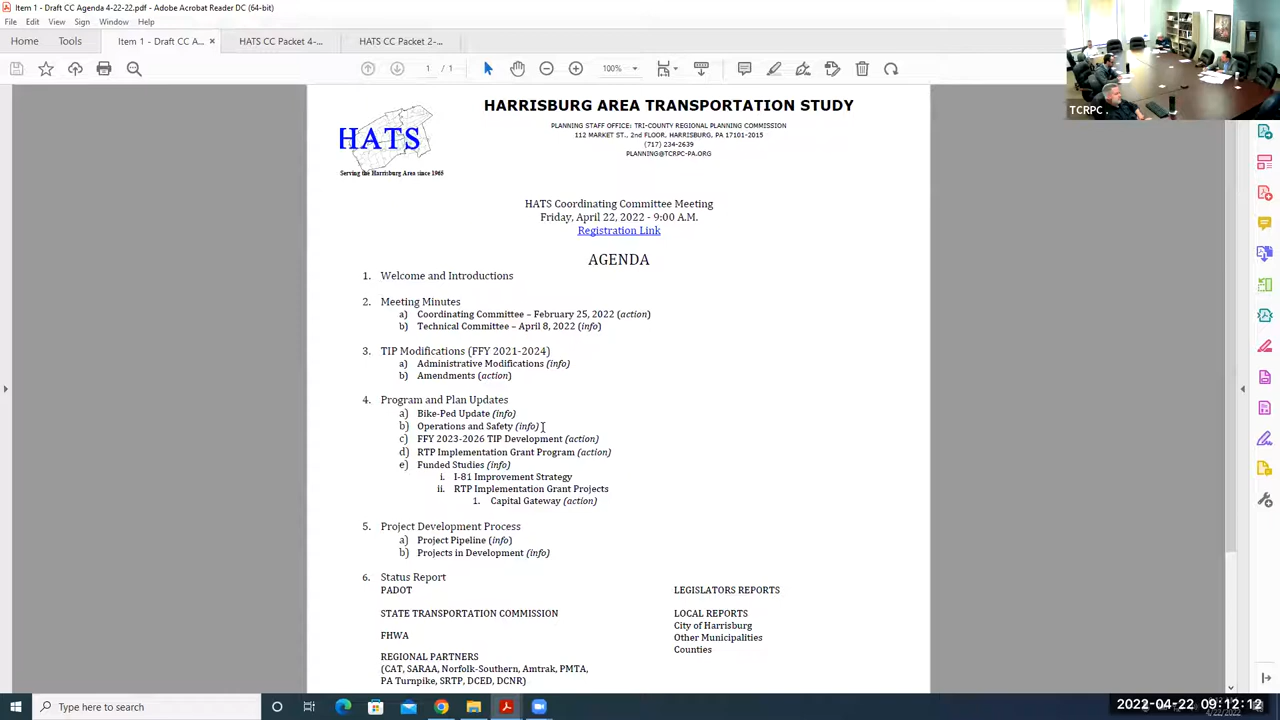 Item 1 - Draft CC Agenda 4-22-22.pdf - Adobe Acrobat Reader DC (64-bit)
File Edit View Sign Window Help
Home Tools Item 1 - Draft CC A... × HATS CC Packet 4-... HATS CC Packet 2-...
1 / 1 100%
TCRPC .
HARRISBURG AREA TRANSPORTATION STUDY
PLANNING STAFF OFFICE: TRI-COUNTY REGIONAL PLANNING COMMISSION
112 MARKET ST., 2nd FLOOR, HARRISBURG, PA 17101-2015
(717) 234-2639
PLANNING@TCRPC-PA.ORG
HATS
Serving the Harrisburg Area since 1965
HATS Coordinating Committee Meeting
Friday, April 22, 2022 - 9:00 A.M.
Registration Link
AGENDA
1. Welcome and Introductions
2. Meeting Minutes
a) Coordinating Committee – February 25, 2022 (action)
b) Technical Committee – April 8, 2022 (info)
3. TIP Modifications (FFY 2021-2024)
a) Administrative Modifications (info)
b) Amendments (action)
4. Program and Plan Updates
a) Bike-Ped Update (info)
b) Operations and Safety (info)
c) FFY 2023-2026 TIP Development (action)
d) RTP Implementation Grant Program (action)
e) Funded Studies (info)
i. I-81 Improvement Strategy
ii. RTP Implementation Grant Projects
1. Capital Gateway (action)
5. Project Development Process
a) Project Pipeline (info)
b) Projects in Development (info)
6. Status Report
PADOT
STATE TRANSPORTATION COMMISSION
FHWA
REGIONAL PARTNERS
(CAT, SARAA, Norfolk-Southern, Amtrak, PMTA,
PA Turnpike, SRTP, DCED, DCNR)
LEGISLATORS REPORTS
LOCAL REPORTS
City of Harrisburg
Other Municipalities
Counties
Type here to search
2022-04-22 09:12:12